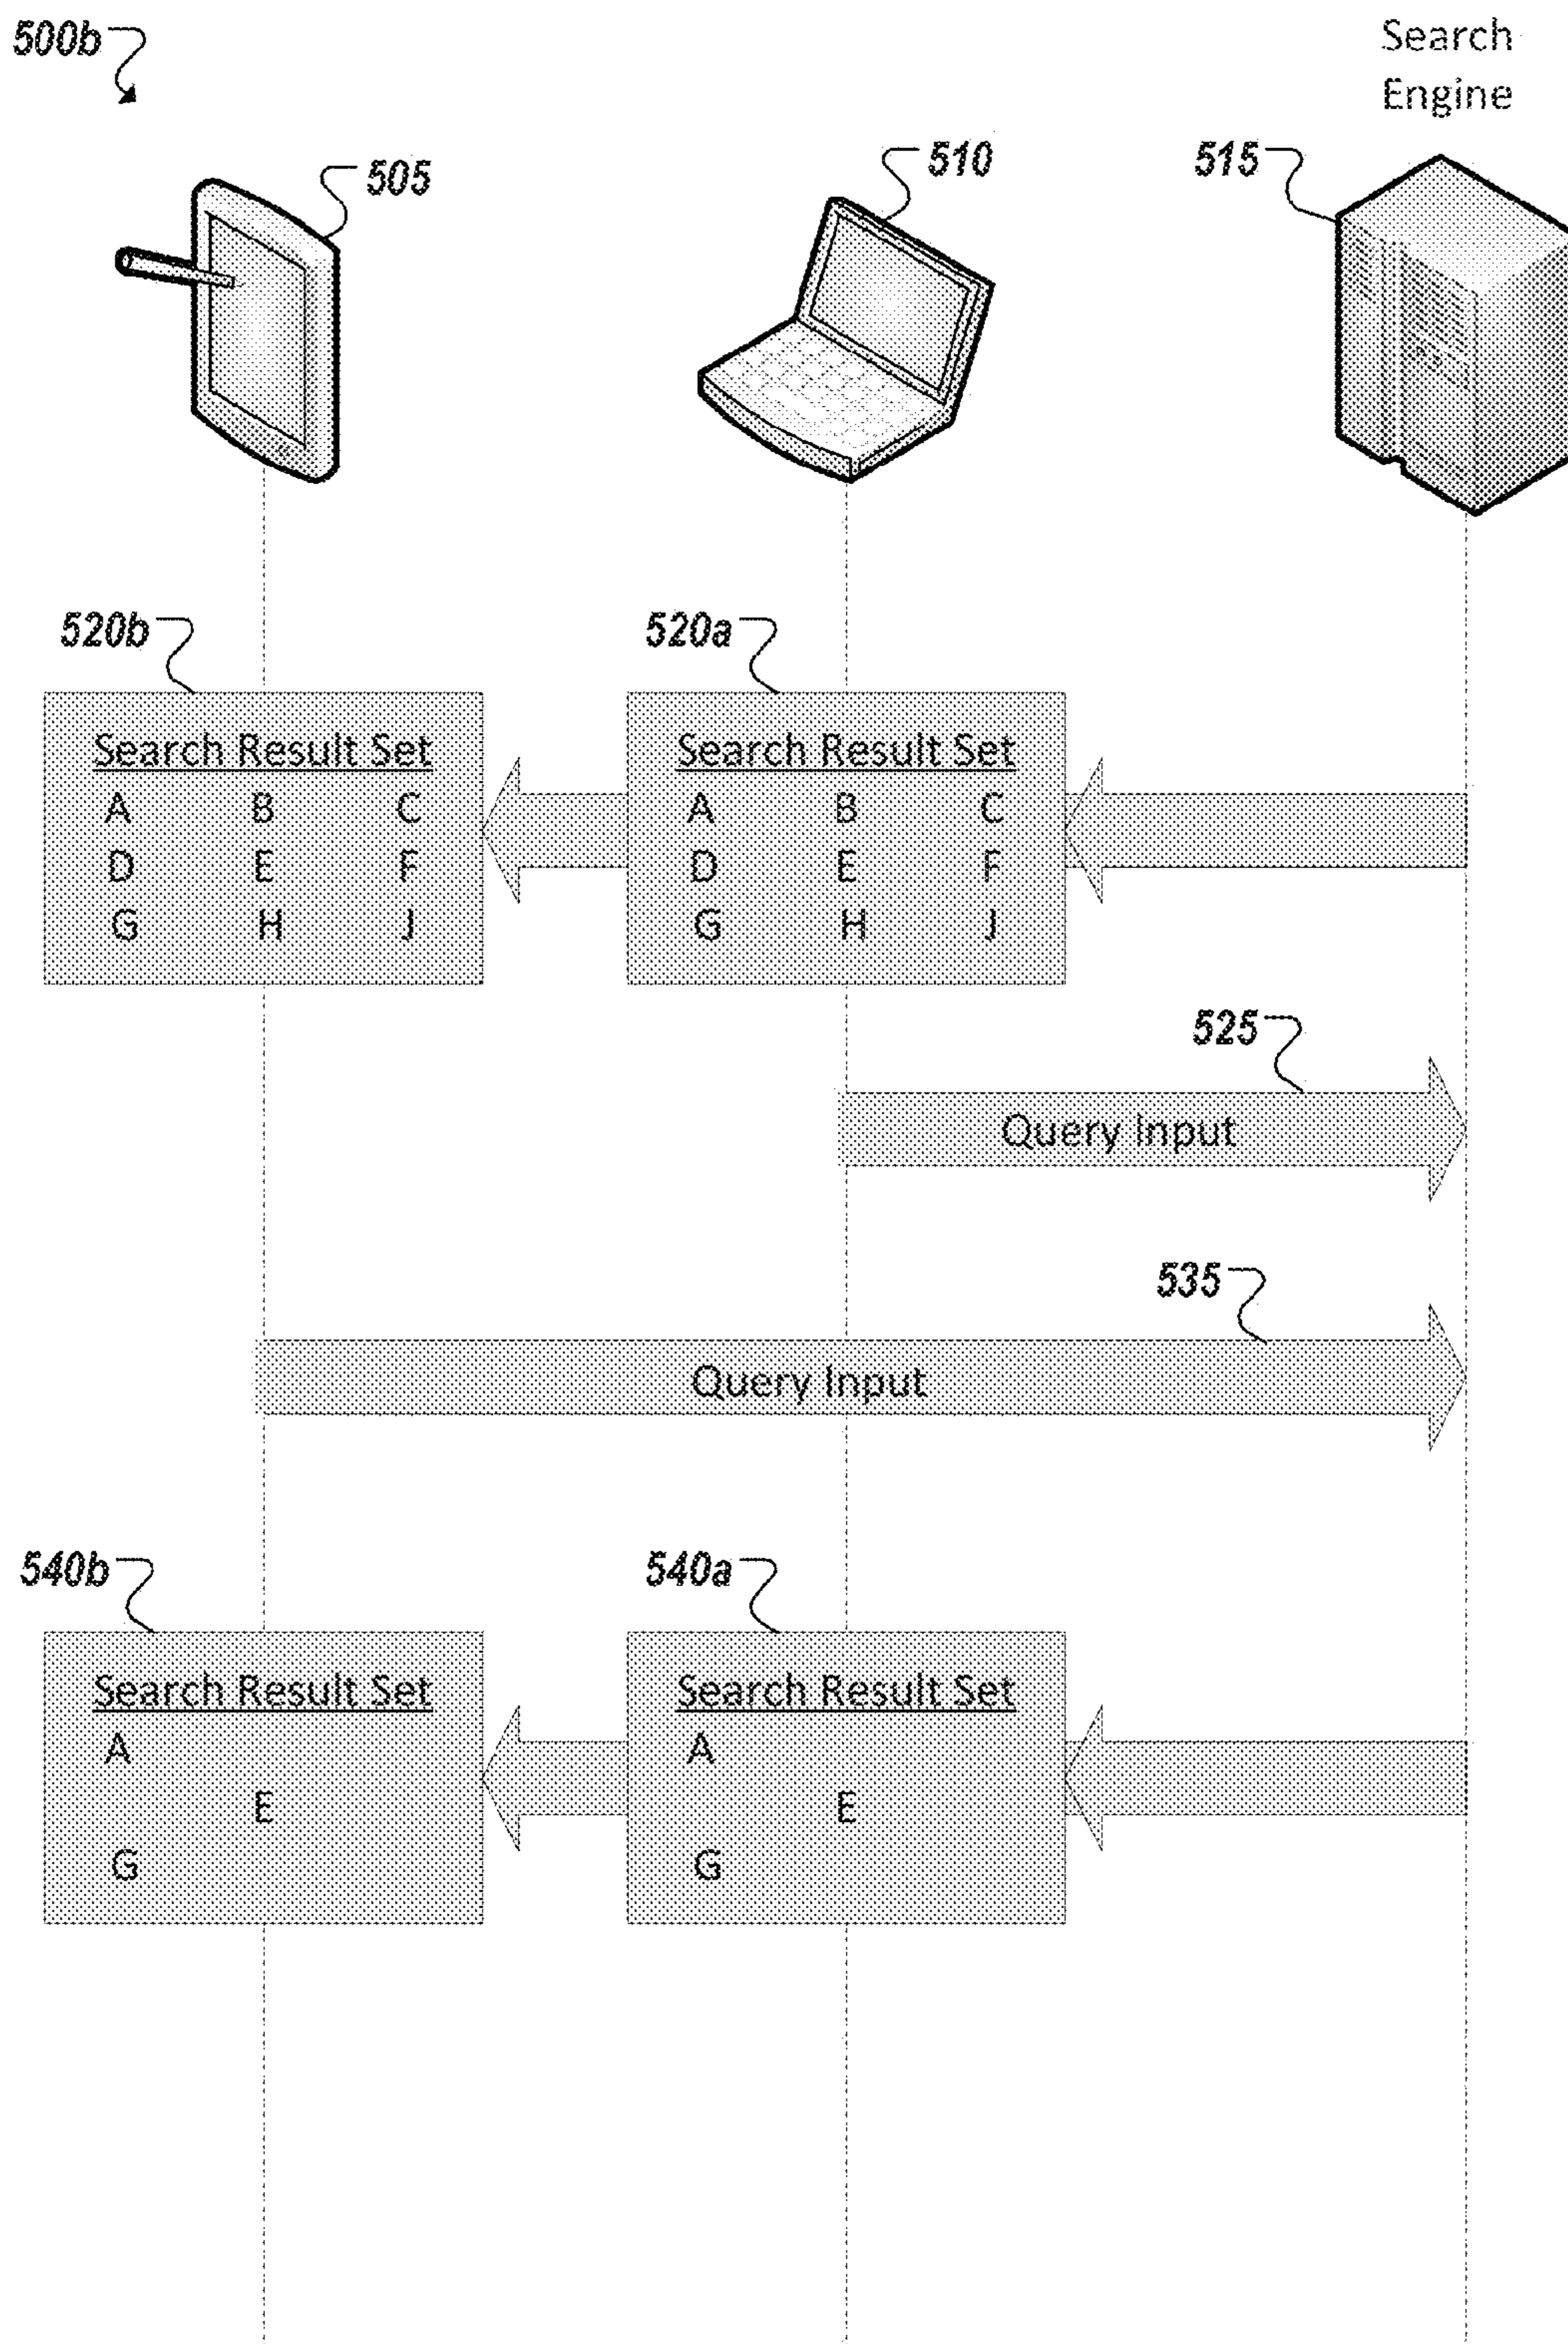 500b
Search
Engine
505
510
515
520b
520a
Search Result Set
A B C
D E F
G H J
Search Result Set
A B C
D E F
G H J
525
Query Input
535
Query Input
540b
540a
Search Result Set
A
E
G
Search Result Set
A
E
G